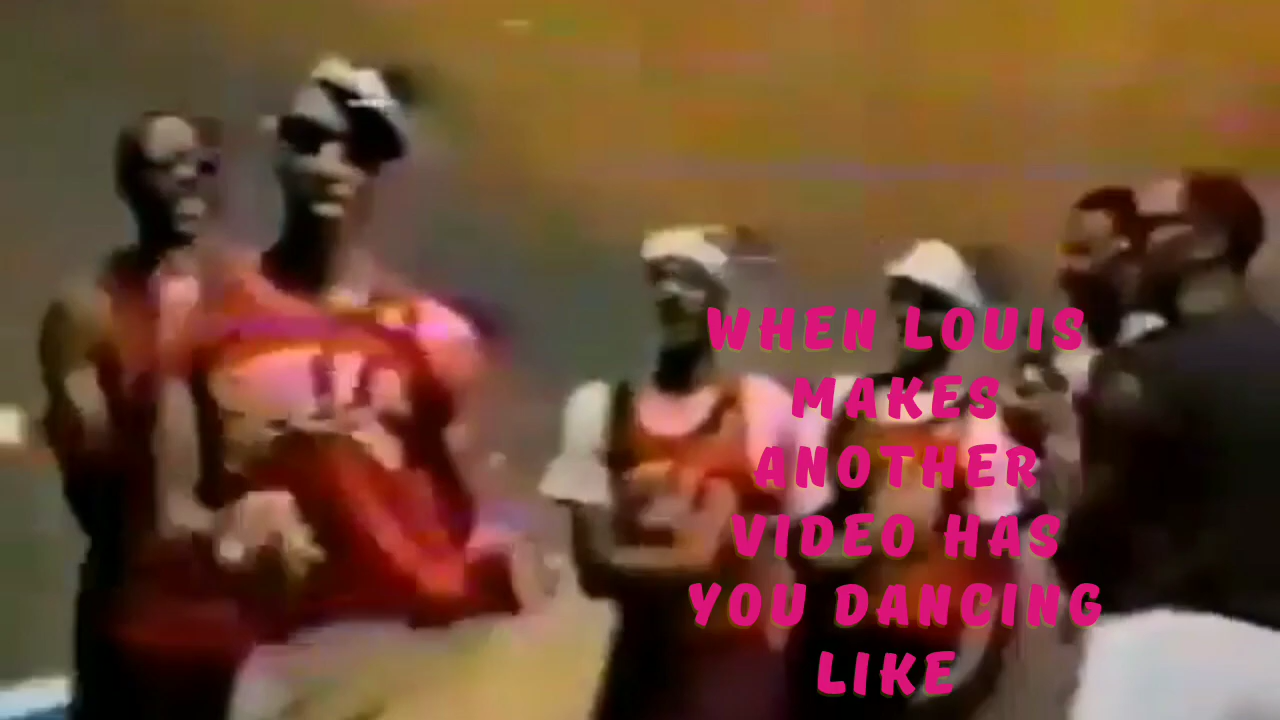 WHEN LOUIS
MAKES
ANOTHER
VIDEO HAS
YOU DANCING
LIKE